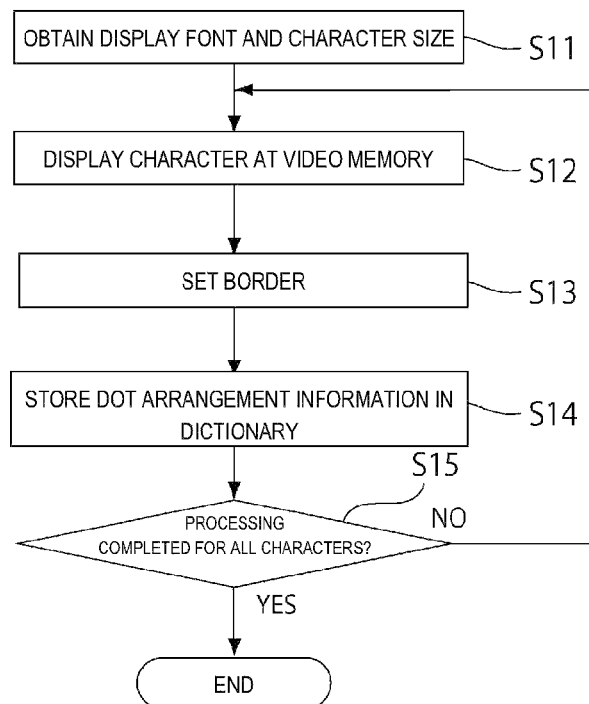 OBTAIN DISPLAY FONT AND CHARACTER SIZE
S11
DISPLAY CHARACTER AT VIDEO MEMORY
S12
SET BORDER
S13
STORE DOT ARRANGEMENT INFORMATION IN
DICTIONARY
S14
S15
PROCESSING
COMPLETED FOR ALL CHARACTERS?
NO
YES
END